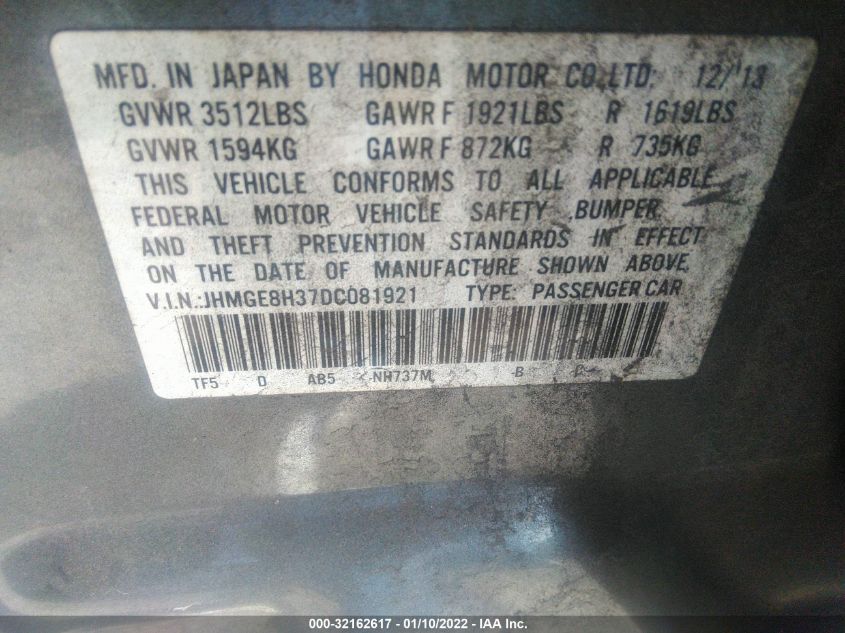 MFD. IN JAPAN BY HONDA MOTOR CO.,LTD. 12/13
GVWR 3512LBS GAWR F 1921LBS R 1619LBS
GVWR 1594KG GAWR F 872KG R 735KG
THIS VEHICLE CONFORMS TO ALL APPLICABLE
FEDERAL MOTOR VEHICLE SAFETY, BUMPER
AND THEFT PREVENTION STANDARDS IN EFFECT
ON THE DATE OF MANUFACTURE SHOWN ABOVE.
V.I.N.:JHMGE8H37DC081921 TYPE: PASSENGER CAR
TF5 D AB5 NH737M B
000-32162617 - 01/10/2022 - IAA Inc.